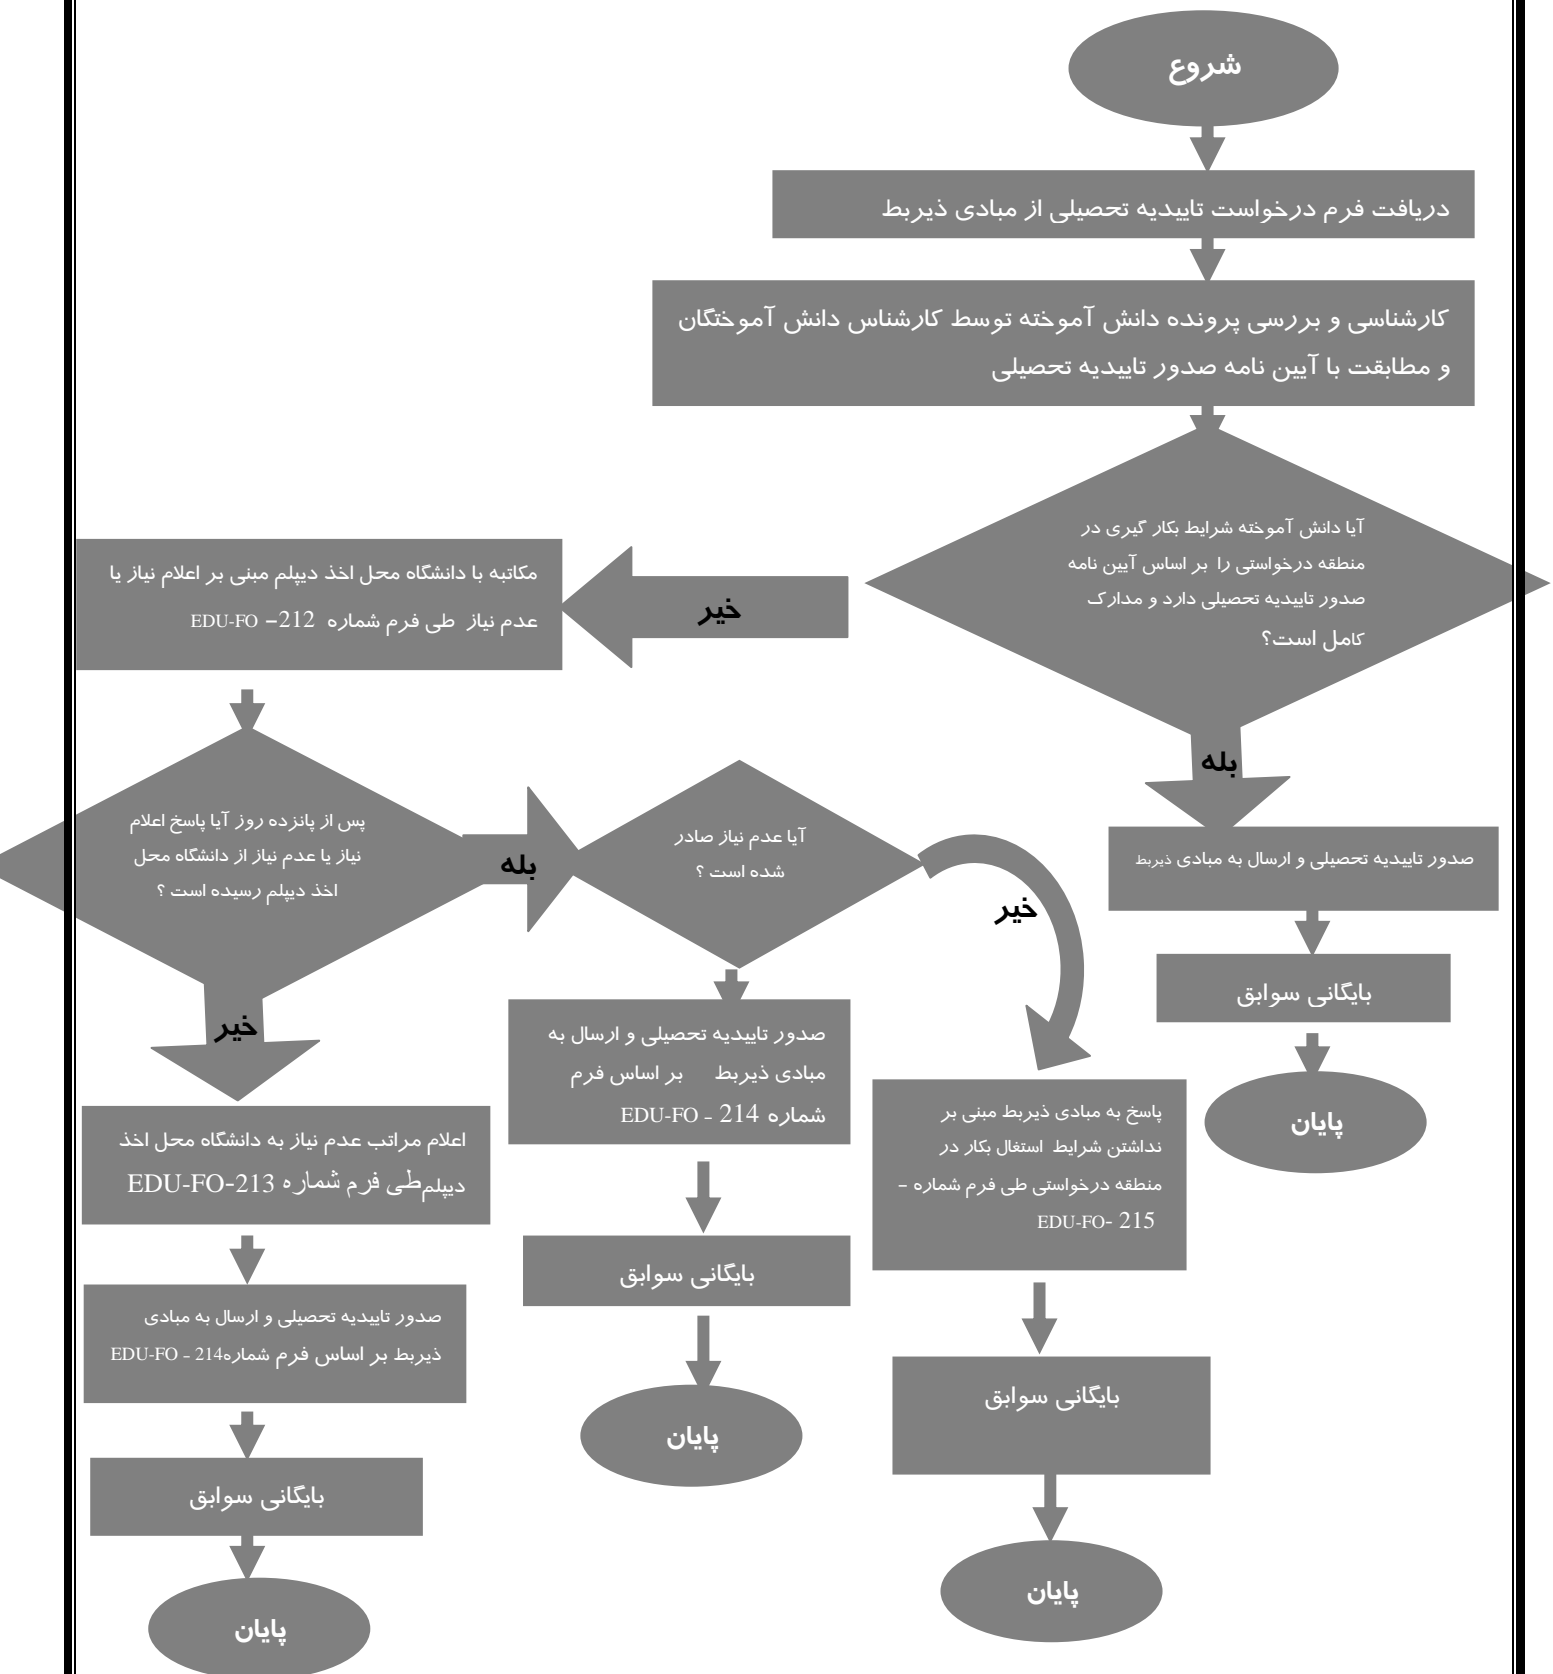 شروع
دریافت فرم درخواست تاییدیه تحصیلی از مبادی ذیربط
کارشناسی و بررسی پرونده دانش آموخته توسط کارشناس دانش آموختگان
و مطابقت با آیین نامه صدور تاییدیه تحصیلی
آیا دانش آموخته شرایط بکار گیری در
منطقه درخواستی را بر اساس آیین نامه
صدور تاییدیه تحصیلی دارد و مدارک
کامل است؟
بله
صدور تاییدیه تحصیلی و ارسال به مبادی ذیربط
بایگانی سوابق
پایان
خیر
مکاتبه با دانشگاه محل اخذ دیپلم مبنی بر اعلام نیاز یا
عدم نیاز طی فرم شماره EDU-FO –212
پس از پانزده روز آیا پاسخ اعلام
نیاز یا عدم نیاز از دانشگاه محل
اخذ دیپلم رسیده است ؟
بله
آیا عدم نیاز صادر
شده است ؟
خیر
پاسخ به مبادی ذیربط مبنی بر
نداشتن شرایط استغال بکار در
منطقه درخواستی طی فرم شماره –
EDU-FO- 215
بایگانی سوابق
پایان
صدور تاییدیه تحصیلی و ارسال به
مبادی ذیربط بر اساس فرم
شماره EDU-FO - 214
بایگانی سوابق
پایان
خیر
اعلام مراتب عدم نیاز به دانشگاه محل اخذ
دیپلم طی فرم شماره EDU-FO-213
صدور تاییدیه تحصیلی و ارسال به مبادی
ذیربط بر اساس فرم شماره EDU-FO - 214
بایگانی سوابق
پایان